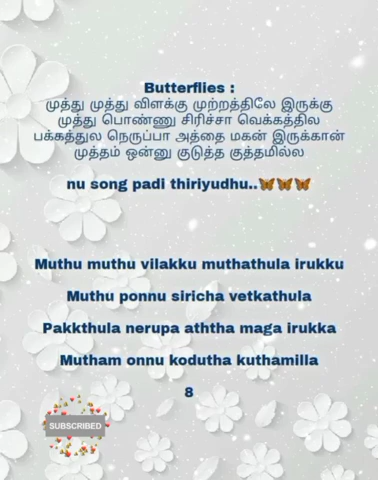 Butterflies :
முத்து முத்து விளக்கு முற்றத்திலே இருக்கு
முத்து பொண்ணு சிரிச்சா வெக்கத்தில
பக்கத்துல நெருப்பா அத்தை மகன் இருக்கான்
முத்தம் ஒன்னு குடுத்த குத்தமில்ல
nu song padi thiriyudhu..🦋🦋🦋
Muthu muthu vilakku muthathula irukku
Muthu ponnu siricha vetkathula
Pakkthula nerupa aththa maga irukka
Mutham onnu kodutha kuthamilla
8
SUBSCRIBED